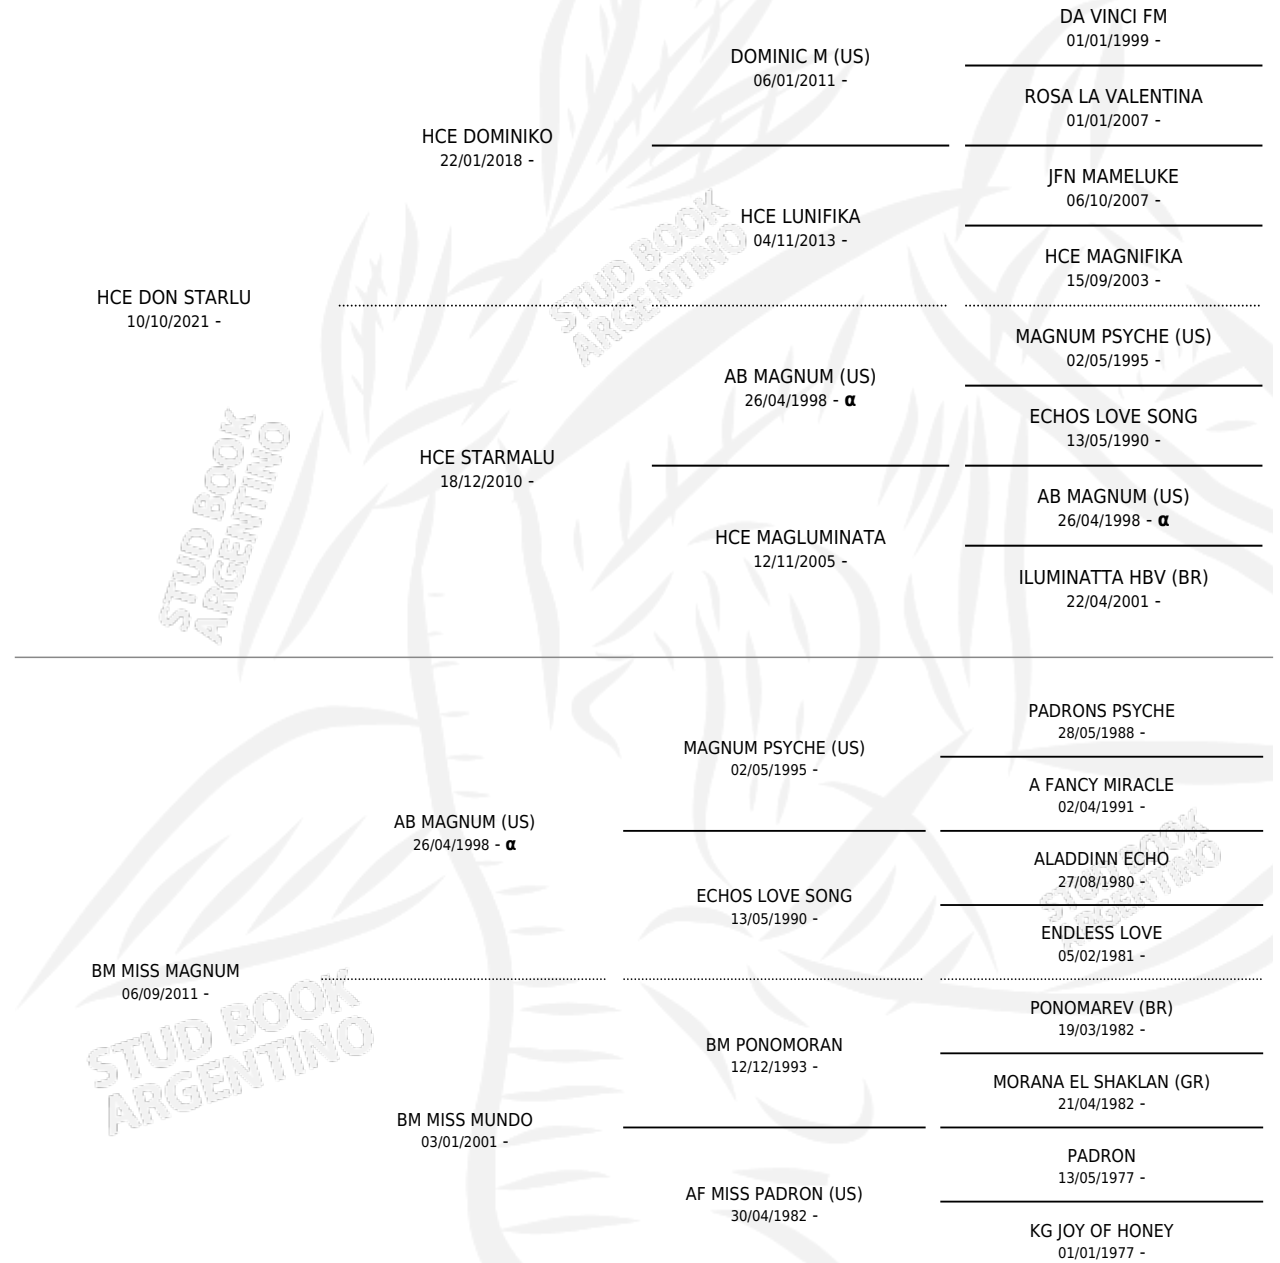 DA VINCI FM
01/01/1999 -
DOMINIC M (US)
06/01/2011 -
ROSA LA VALENTINA
01/01/2007 -
HCE DOMINIKO
22/01/2018 -
JFN MAMELUKE
06/10/2007 -
HCE LUNIFIKA
04/11/2013 -
HCE MAGNIFIKA
15/09/2003 -
HCE DON STARLU
10/10/2021 -
MAGNUM PSYCHE (US)
02/05/1995 -
AB MAGNUM (US)
26/04/1998 - α
ECHOS LOVE SONG
13/05/1990 -
HCE STARMALU
18/12/2010 -
AB MAGNUM (US)
26/04/1998 - α
HCE MAGLUMINATA
12/11/2005 -
ILUMINATTA HBV (BR)
22/04/2001 -
STUD BOOK
ARGENTINO
STUD BOOK
ARGENTINO
PADRONS PSYCHE
28/05/1988 -
MAGNUM PSYCHE (US)
02/05/1995 -
A FANCY MIRACLE
02/04/1991 -
AB MAGNUM (US)
26/04/1998 - α
ALADDINN ECHO
27/08/1980 -
ECHOS LOVE SONG
13/05/1990 -
ENDLESS LOVE
05/02/1981 -
BM MISS MAGNUM
06/09/2011 -
PONOMAREV (BR)
19/03/1982 -
BM PONOMORAN
12/12/1993 -
MORANA EL SHAKLAN (GR)
21/04/1982 -
BM MISS MUNDO
03/01/2001 -
PADRON
13/05/1977 -
AF MISS PADRON (US)
30/04/1982 -
KG JOY OF HONEY
01/01/1977 -
STUD BOOK
ARGENTINO
STUD BOOK
ARGENTINO